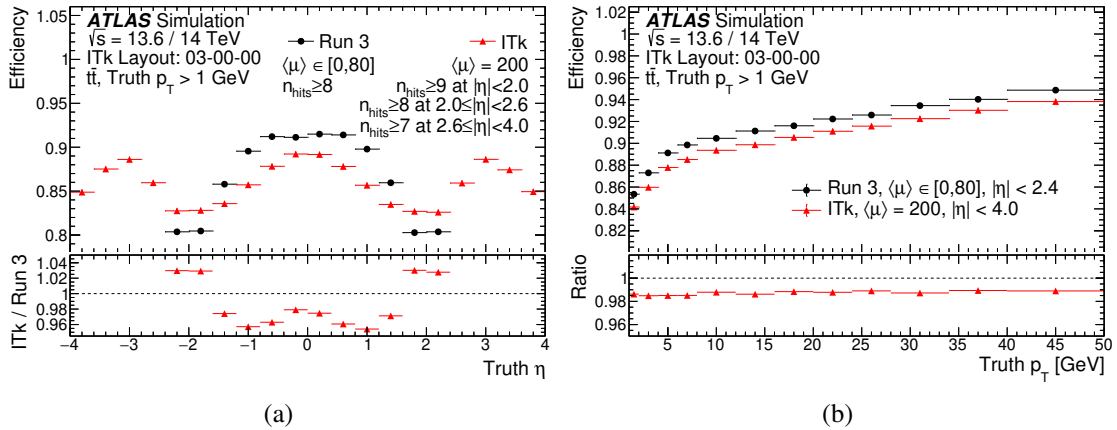 ATLAS Simulation
√s = 13.6 / 14 TeV
ITk Layout: 03-00-00
tt̄, Truth p_T > 1 GeV
Run 3
⟨μ⟩ ∈ [0,80]
n_hits≥8
ITk
⟨μ⟩ = 200
n_hits≥9 at |η|<2.0
n_hits≥8 at 2.0≤|η|<2.6
n_hits≥7 at 2.6≤|η|<4.0
Efficiency
1.05
1
0.95
0.9
0.85
0.8
ITk / Run 3
1.04
1.02
1
0.98
0.96
−4 −3 −2 −1 0 1 2 3 4
Truth η
(a)
ATLAS Simulation
√s = 13.6 / 14 TeV
ITk Layout: 03-00-00
tt̄, Truth p_T > 1 GeV
Run 3, ⟨μ⟩ ∈ [0,80], |η| < 2.4
ITk, ⟨μ⟩ = 200, |η| < 4.0
Efficiency
1.02
1
0.98
0.96
0.94
0.92
0.9
0.88
0.86
0.84
0.82
Ratio
1
0.98
0.96
5 10 15 20 25 30 35 40 45 50
Truth p_T [GeV]
(b)